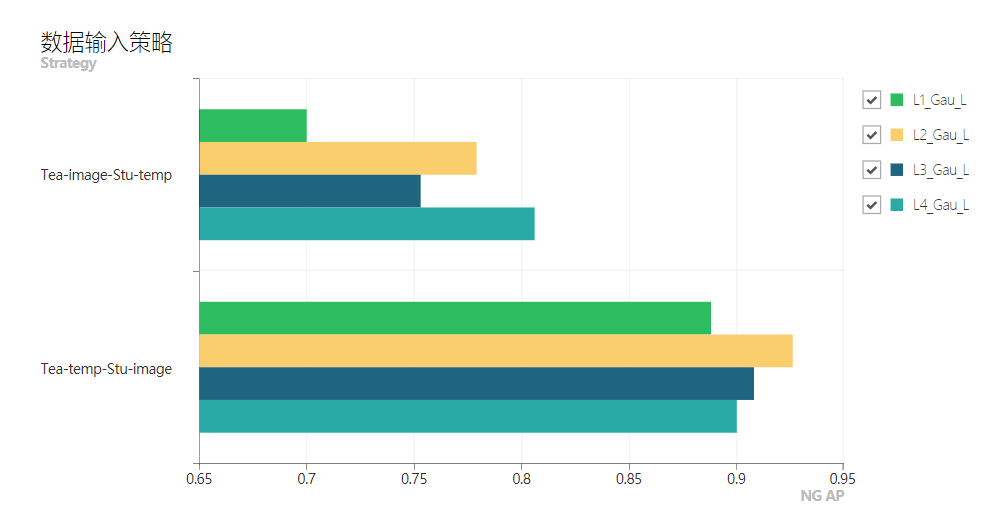 数据输入策略
Strategy
L1_Gau_L
L2_Gau_L
L3_Gau_L
L4_Gau_L
Tea-image-Stu-temp
Tea-temp-Stu-image
0.65 0.7 0.75 0.8 0.85 0.9 0.95
NG AP